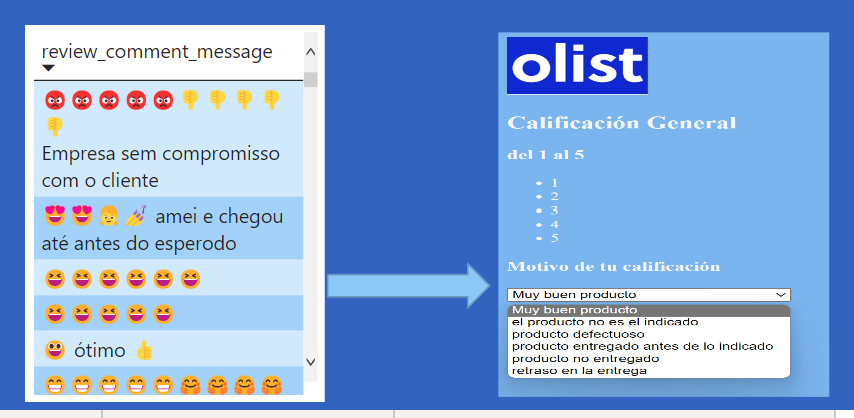 review_comment_message
😡 😡 😡 😡 😡 👎 👎 👎 👎
👎
Empresa sem compromisso
com o cliente
😍 😍 💁 💅 amei e chegou
até antes do esperodo
😆 😆 😆 😆 😆 😆
😆 😆 😆 😆 😆
😃 ótimo 👍
😁 😁 😁 😁 😁 🤗 🤗 🤗 🤗
olist
Calificación General
del 1 al 5
• 1
• 2
• 3
• 4
• 5
Motivo de tu calificación
Muy buen producto
Muy buen producto
el producto no es el indicado
producto defectuoso
producto entregado antes de lo indicado
producto no entregado
retraso en la entrega